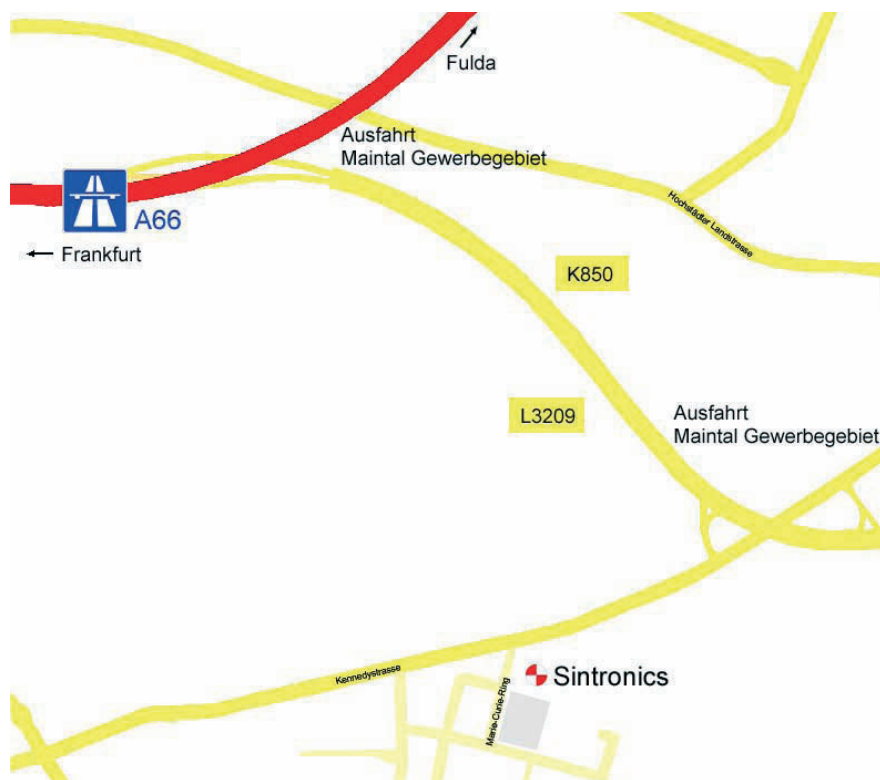 Fulda
Ausfahrt
Maintal Gewerbegebiet
A66
Frankfurt
Hochstädter Landstrasse
K850
L3209
Ausfahrt
Maintal Gewerbegebiet
Kennedystrasse
Sintronics
Marie-Curie-Ring